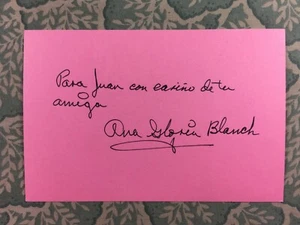 Para Juan con cariño de tu
amiga
Ana Gloria Blanch